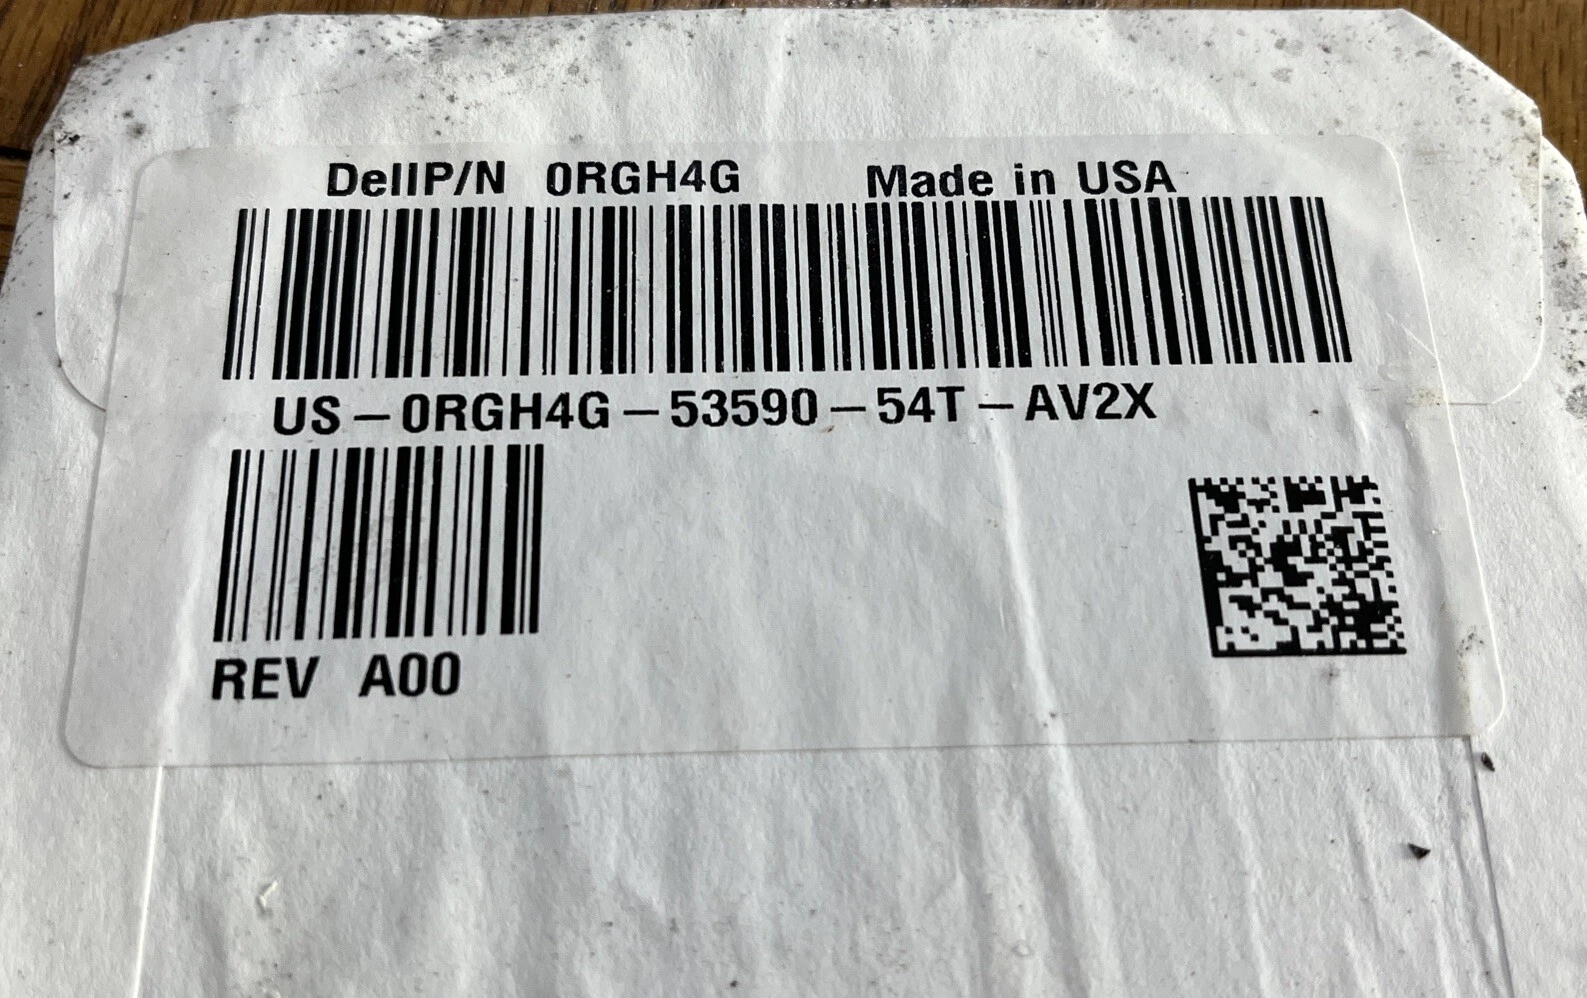 DellP/N 0RGH4G Made in USA
US-0RGH4G-53590-54T-AV2X
REV A00